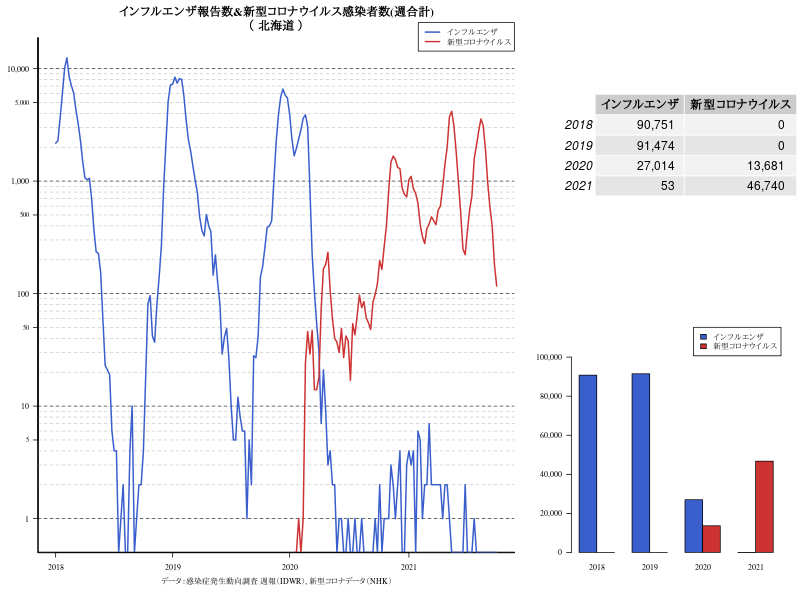 インフルエンザ報告数&新型コロナウイルス感染者数(週合計)
( 北海道 )
インフルエンザ
新型コロナウイルス
10,000
5,000
1,000
500
100
50
10
5
1
2018 2019 2020 2021
データ:感染症発生動向調査 週報(IDWR)、新型コロナデータ(NHK)
インフルエンザ 新型コロナウイルス
2018 90,751 0
2019 91,474 0
2020 27,014 13,681
2021 53 46,740
インフルエンザ
新型コロナウイルス
100,000
80,000
60,000
40,000
20,000
0
2018 2019 2020 2021